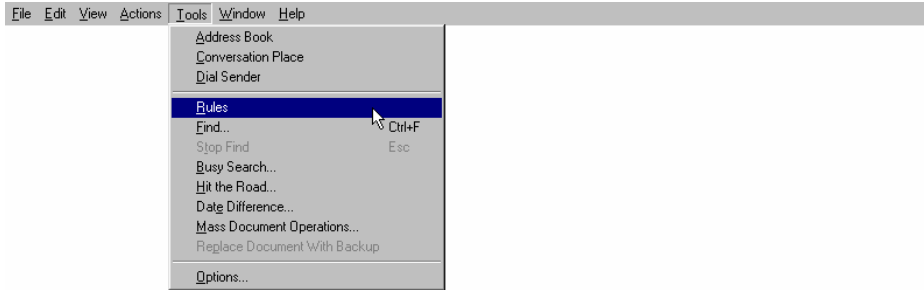 File Edit View Actions Tools Window Help
Address Book
Conversation Place
Dial Sender
Rules
Find... Ctrl+F
Stop Find Esc
Busy Search...
Hit the Road...
Date Difference...
Mass Document Operations...
Replace Document With Backup
Options...